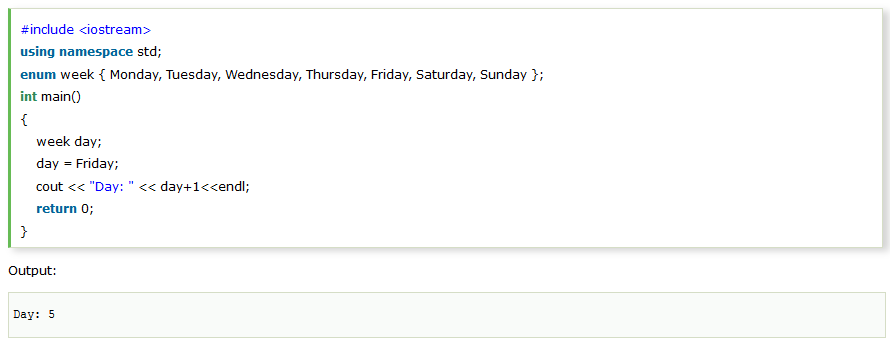 #include <iostream>
using namespace std;
enum week { Monday, Tuesday, Wednesday, Thursday, Friday, Saturday, Sunday };
int main()
{
    week day;
    day = Friday;
    cout << "Day: " << day+1<<endl;
    return 0;
}
Output:
Day: 5